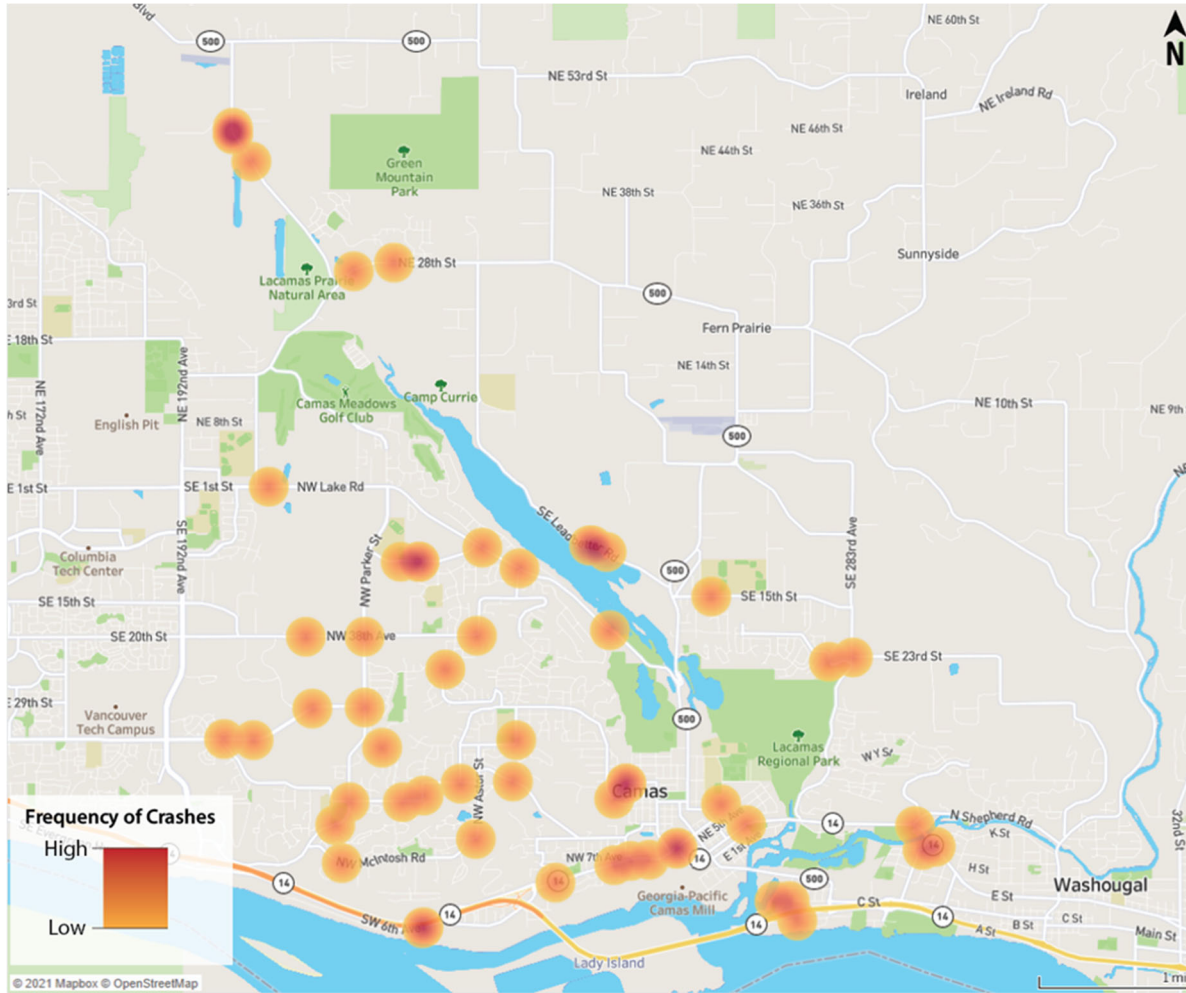 Blvd
500
500
N
NE 60th St
NE 53rd St
Ireland
NE Ireland Rd
NE 46th St
NE 44th St
Green
Mountain
Park
NE 38th St
NE 36th St
Sunnyside
NE 28th St
Lacamas Prairie
Natural Area
500
3rd St
Fern Prairie
E 18th St
NE 14th St
NE 192nd Ave
NE 172nd Ave
Camp Currie
Camas Meadows
Golf Club
NE 10th St
NE 9th
h St
English Pit
NE 8th St
500
E 1st St
SE 1st St
NW Lake Rd
SE Leadbetter Rd
SE 192nd Ave
NW Parker St
SE 283rd Ave
Columbia
Tech Center
500
SE 15th St
SE 15th St
SE 20th St
NW 38th Ave
SE 23rd St
E 29th St
Vancouver
Tech Campus
500
Lacamas
Regional Park
W Y St
NW Astor St
Camas
Frequency of Crashes
High
Low
14
N Shepherd Rd
K St
32nd St
NE 5th Ave
E 1st Ave
14
NW McIntosh Rd
NW 7th Ave
14
14
H St
14
14
500
E St
Washougal
Georgia-Pacific
Camas Mill
C St
C St
B St
A St
Main St
SW 6th Ave
14
14
14
Lady Island
© 2021 Mapbox © OpenStreetMap
1 mi